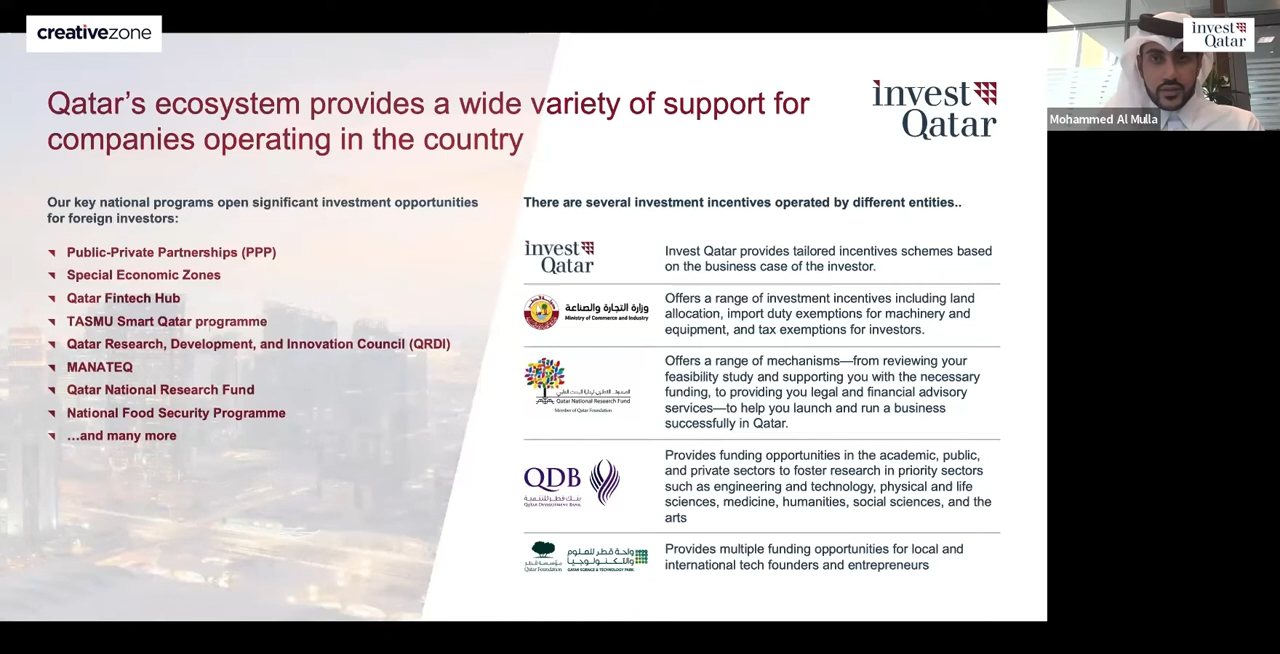 creativezone
invest
Qatar
Mohammed Al Mulla
Qatar's ecosystem provides a wide variety of support for
companies operating in the country
invest
Qatar
Our key national programs open significant investment opportunities
for foreign investors:
Public-Private Partnerships (PPP)
Special Economic Zones
Qatar Fintech Hub
TASMU Smart Qatar programme
Qatar Research, Development, and Innovation Council (QRDI)
MANATEQ
Qatar National Research Fund
National Food Security Programme
…and many more
There are several investment incentives operated by different entities..
invest
Qatar
Invest Qatar provides tailored incentives schemes based
on the business case of the investor.
وزارة التجارة والصناعة
Ministry of Commerce and Industry
Offers a range of investment incentives including land
allocation, import duty exemptions for machinery and
equipment, and tax exemptions for investors.
Qatar National Research Fund
Member of Qatar Foundation
Offers a range of mechanisms—from reviewing your
feasibility study and supporting you with the necessary
funding, to providing you legal and financial advisory
services—to help you launch and run a business
successfully in Qatar.
QDB
بنك قطر للتنمية
QATAR DEVELOPMENT BANK
Provides funding opportunities in the academic, public,
and private sectors to foster research in priority sectors
such as engineering and technology, physical and life
sciences, medicine, humanities, social sciences, and the
arts
مؤسسة قطر
Qatar Foundation
واحة قطر للعلوم
والتكنولوجيا
QATAR SCIENCE & TECHNOLOGY PARK
Provides multiple funding opportunities for local and
international tech founders and entrepreneurs